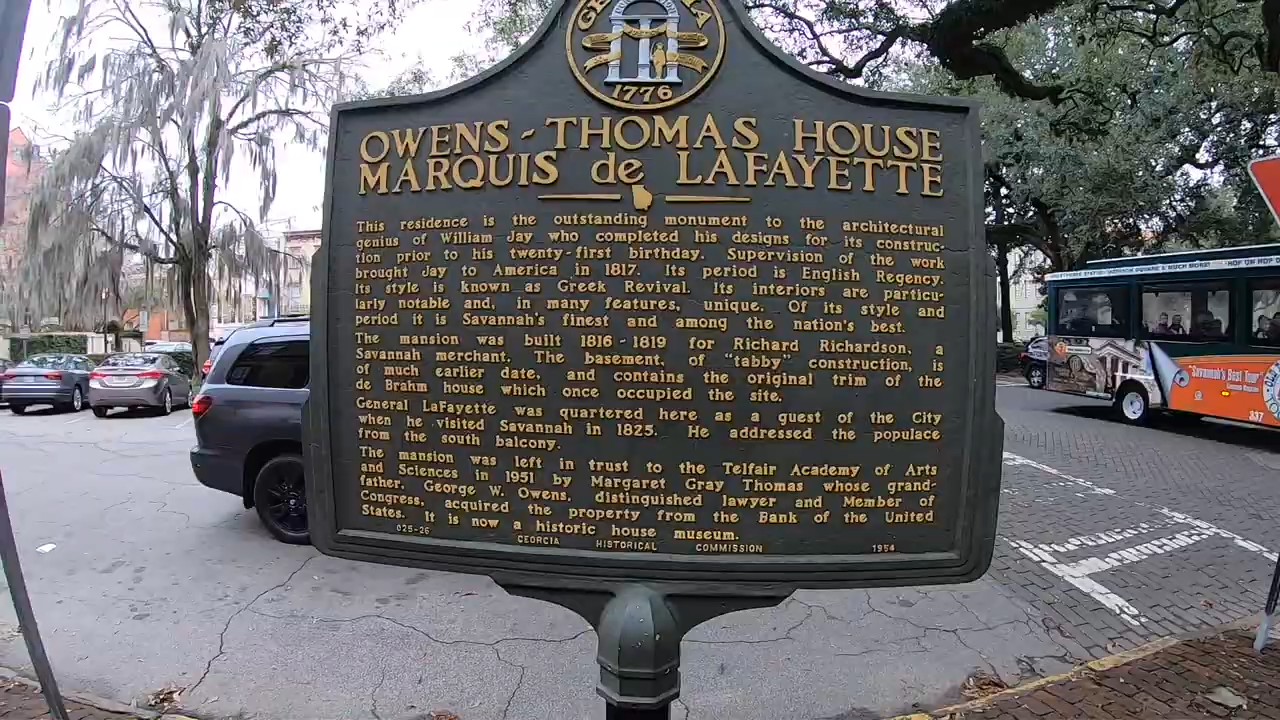 GEORGIA
1776
OWENS-THOMAS HOUSE
MARQUIS de LAFAYETTE
This residence is the outstanding monument to the architectural
genius of William Jay who completed his designs for its construc-
tion prior to his twenty-first birthday. Supervision of the work
brought Jay to America in 1817. Its period is English Regency.
its style is known as Greek Revival. Its interiors are particu-
larly notable and, in many features, unique. Of its style and
period it is Savannah's finest and among the nation's best.
The mansion was built 1816-1819 for Richard Richardson, a
Savannah merchant. The basement, of "tabby" construction, is
of much earlier date, and contains the original trim of the
de Brahm house which once occupied the site.
General LaFayette was quartered here as a guest of the City
when he visited Savannah in 1825. He addressed the populace
from the south balcony.
The mansion was left in trust to the Telfair Academy of Arts
and Sciences in 1951 by Margaret Gray Thomas whose grand-
father, George W. Owens, distinguished lawyer and Member of
Congress, acquired the property from the Bank of the United
States. It is now a historic house museum.
025-26 GEORGIA HISTORICAL COMMISSION 1954
"Savannah's Best Tour"
337